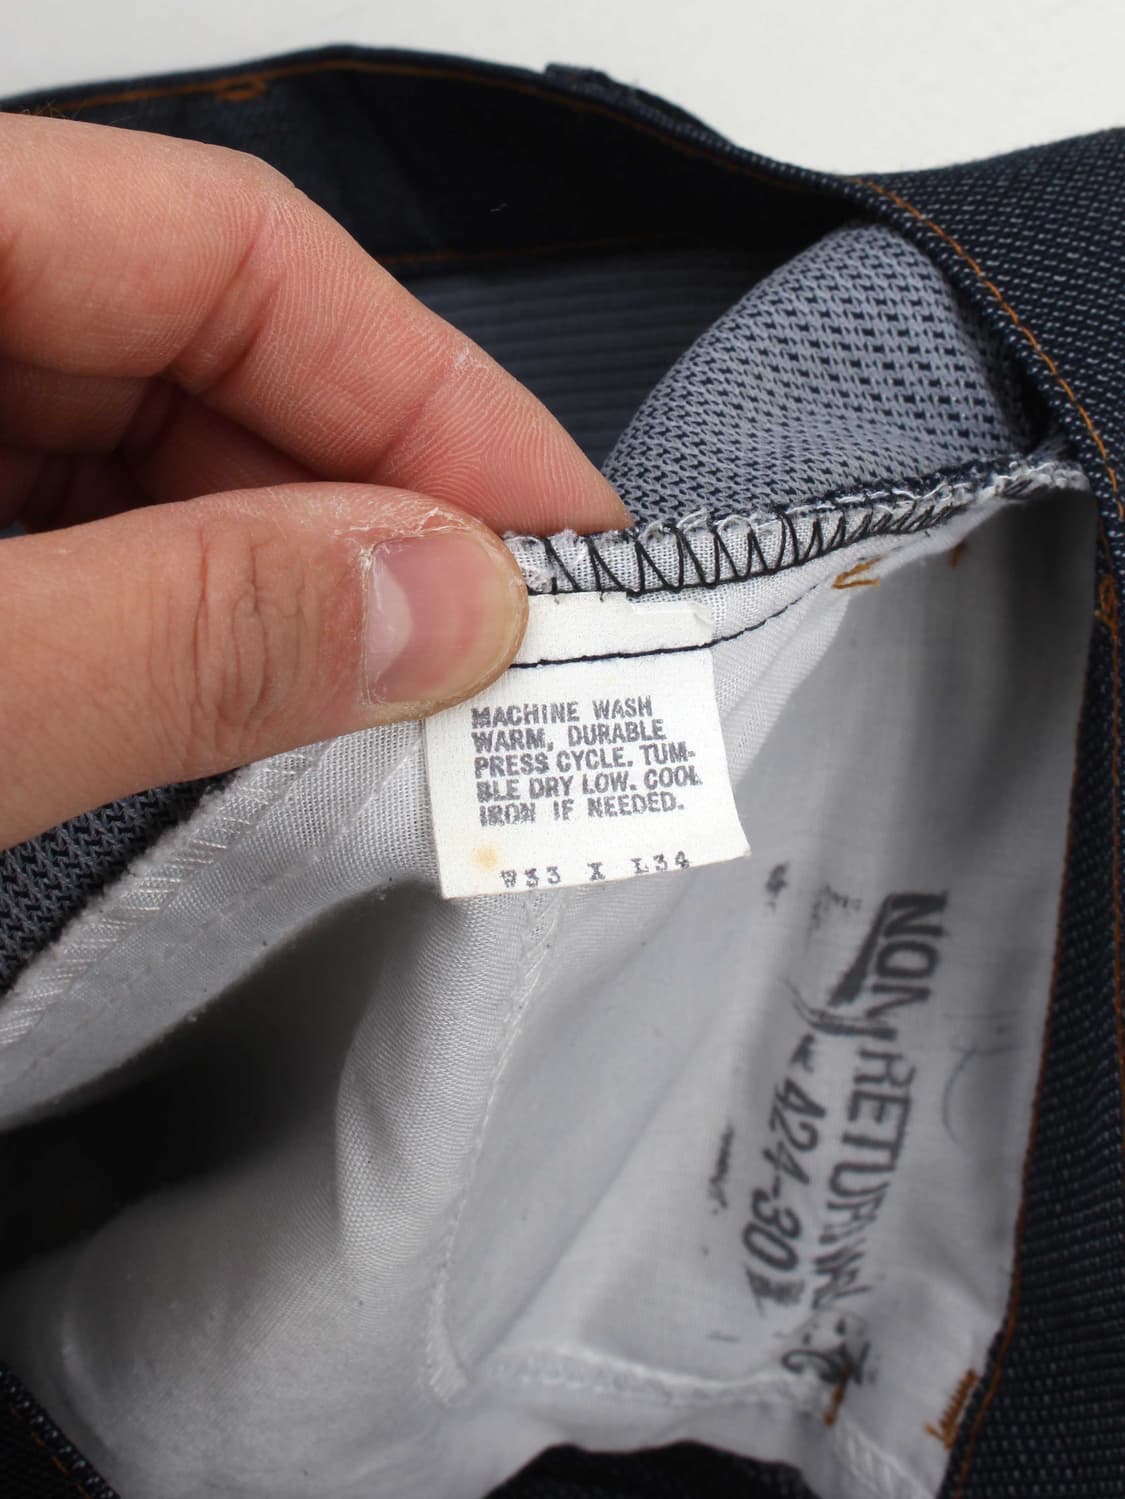 MACHINE WASH
WARM, DURABLE
PRESS CYCLE. TUM-
BLE DRY LOW. COOL
IRON IF NEEDED.
W33 X L34
NON
424-30